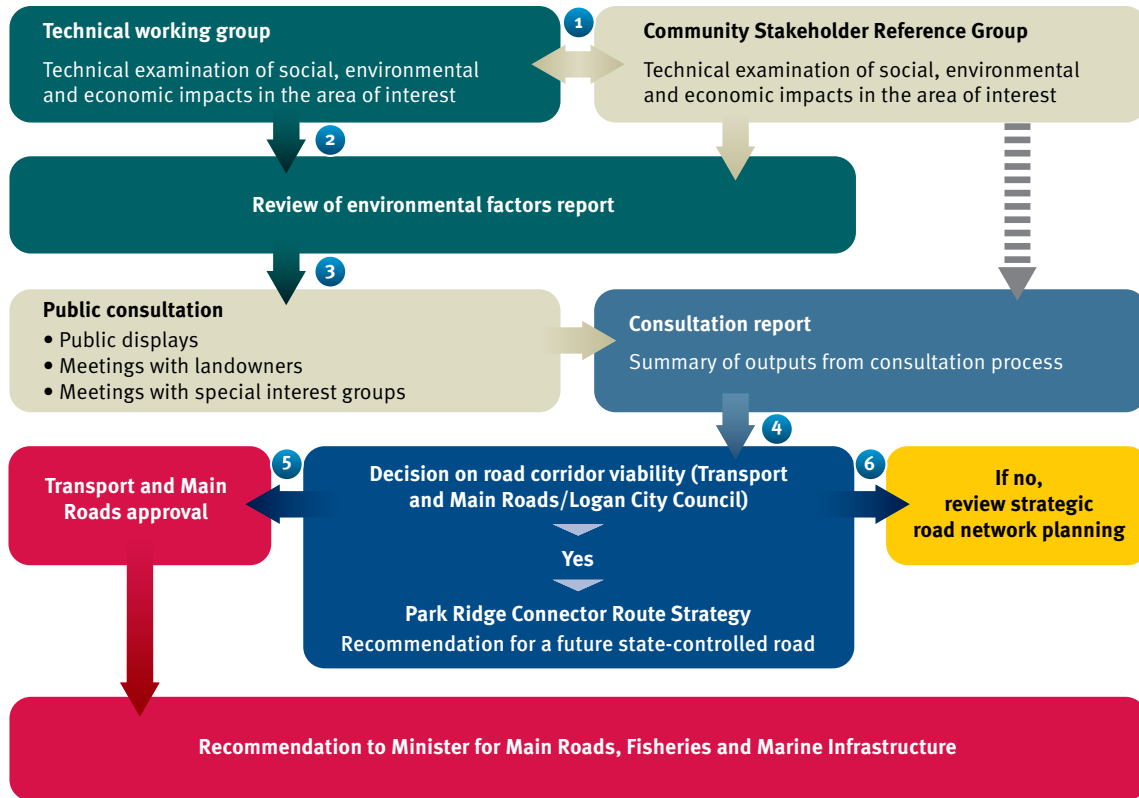 Technical working group
Technical examination of social, environmental
and economic impacts in the area of interest
1
Community Stakeholder Reference Group
Technical examination of social, environmental
and economic impacts in the area of interest
2
Review of environmental factors report
3
Public consultation
• Public displays
• Meetings with landowners
• Meetings with special interest groups
Consultation report
Summary of outputs from consultation process
4
Transport and Main
Roads approval
5
Decision on road corridor viability (Transport
and Main Roads/Logan City Council)
Yes
Park Ridge Connector Route Strategy
Recommendation for a future state-controlled road
6
If no,
review strategic
road network planning
Recommendation to Minister for Main Roads, Fisheries and Marine Infrastructure